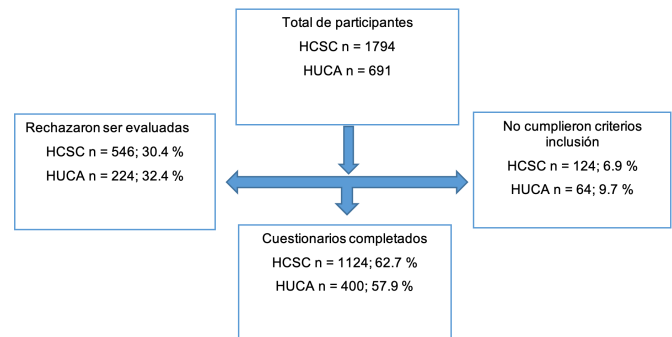 Total de participantes
HCSC n = 1794
HUCA n = 691
Rechazaron ser evaluadas
HCSC n = 546; 30.4 %
HUCA n = 224; 32.4 %
No cumplieron criterios
inclusión
HCSC n = 124; 6.9 %
HUCA n = 64; 9.7 %
Cuestionarios completados
HCSC n = 1124; 62.7 %
HUCA n = 400; 57.9 %